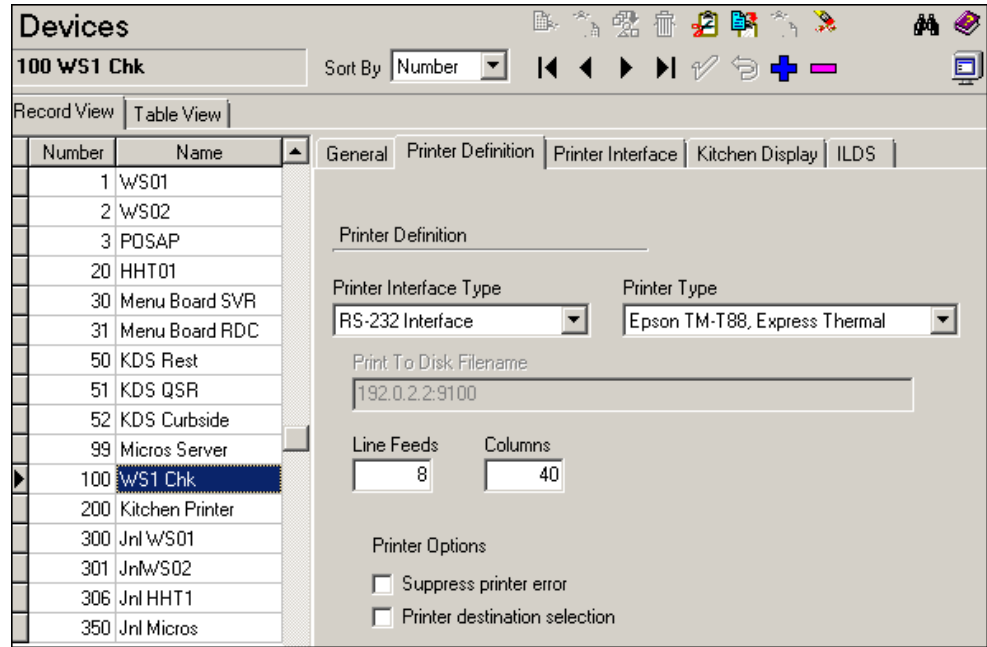 Devices
100 WS1 Chk
Sort By Number
Record View Table View
Number Name
1 WS01
2 WS02
3 POSAP
20 HHT01
30 Menu Board SVR
31 Menu Board RDC
50 KDS Rest
51 KDS QSR
52 KDS Curbside
99 Micros Server
100 WS1 Chk
200 Kitchen Printer
300 Jnl WS01
301 JnlWS02
306 Jnl HHT1
350 Jnl Micros
General Printer Definition Printer Interface Kitchen Display ILDS
Printer Definition
Printer Interface Type Printer Type
RS-232 Interface Epson TM-T88, Express Thermal
Print To Disk Filename
192.0.2.2:9100
Line Feeds Columns
8 40
Printer Options
Suppress printer error
Printer destination selection